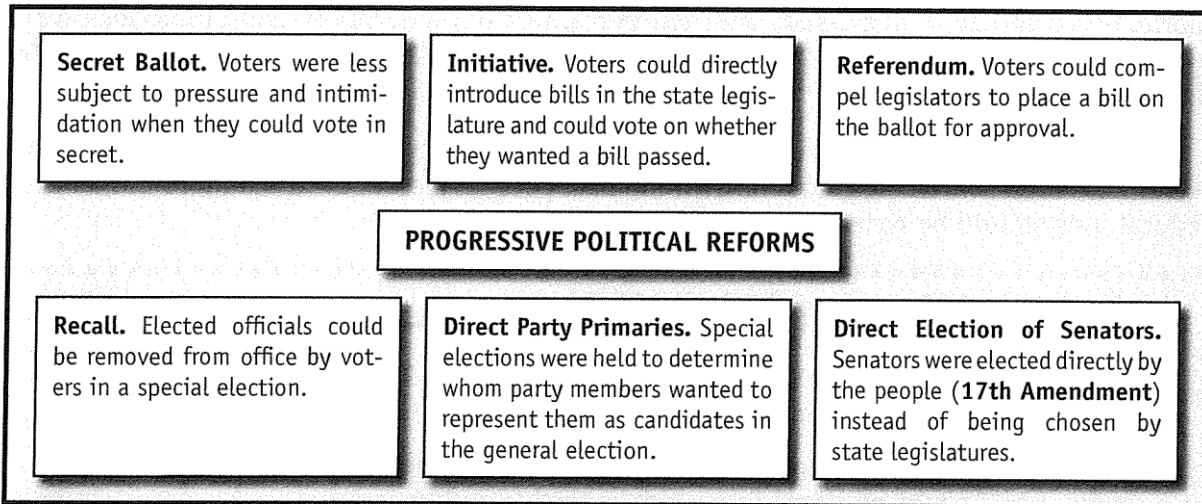 Secret Ballot. Voters were less
subject to pressure and intimi-
dation when they could vote in
secret.
Initiative. Voters could directly
introduce bills in the state legis-
lature and could vote on whether
they wanted a bill passed.
Referendum. Voters could com-
pel legislators to place a bill on
the ballot for approval.
PROGRESSIVE POLITICAL REFORMS
Recall. Elected officials could
be removed from office by vot-
ers in a special election.
Direct Party Primaries. Special
elections were held to determine
whom party members wanted to
represent them as candidates in
the general election.
Direct Election of Senators.
Senators were elected directly by
the people (17th Amendment)
instead of being chosen by
state legislatures.